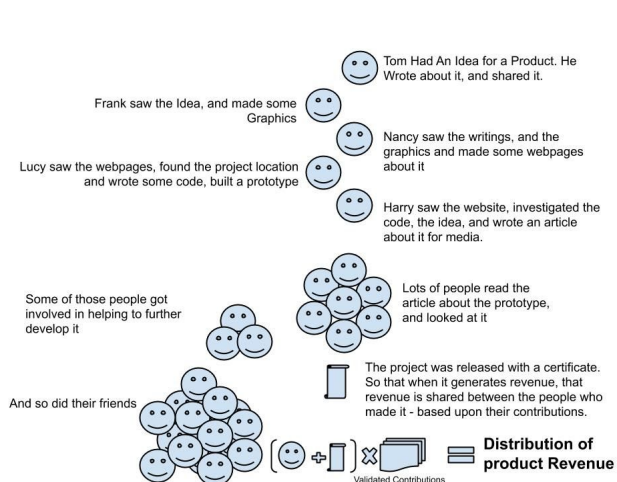 Tom Had An Idea for a Product. He
Wrote about it, and shared it.
Frank saw the Idea, and made some
Graphics
Nancy saw the writings, and the
graphics and made some webpages
about it
Lucy saw the webpages, found the project location
and wrote some code, built a prototype
Harry saw the website, investigated the
code, the idea, and wrote an article
about it for media.
Lots of people read the
article about the prototype,
and looked at it
Some of those people got
involved in helping to further
develop it
The project was released with a certificate.
So that when it generates revenue, that
revenue is shared between the people who
made it - based upon their contributions.
And so did their friends
Distribution of
product Revenue
Validated Contributions